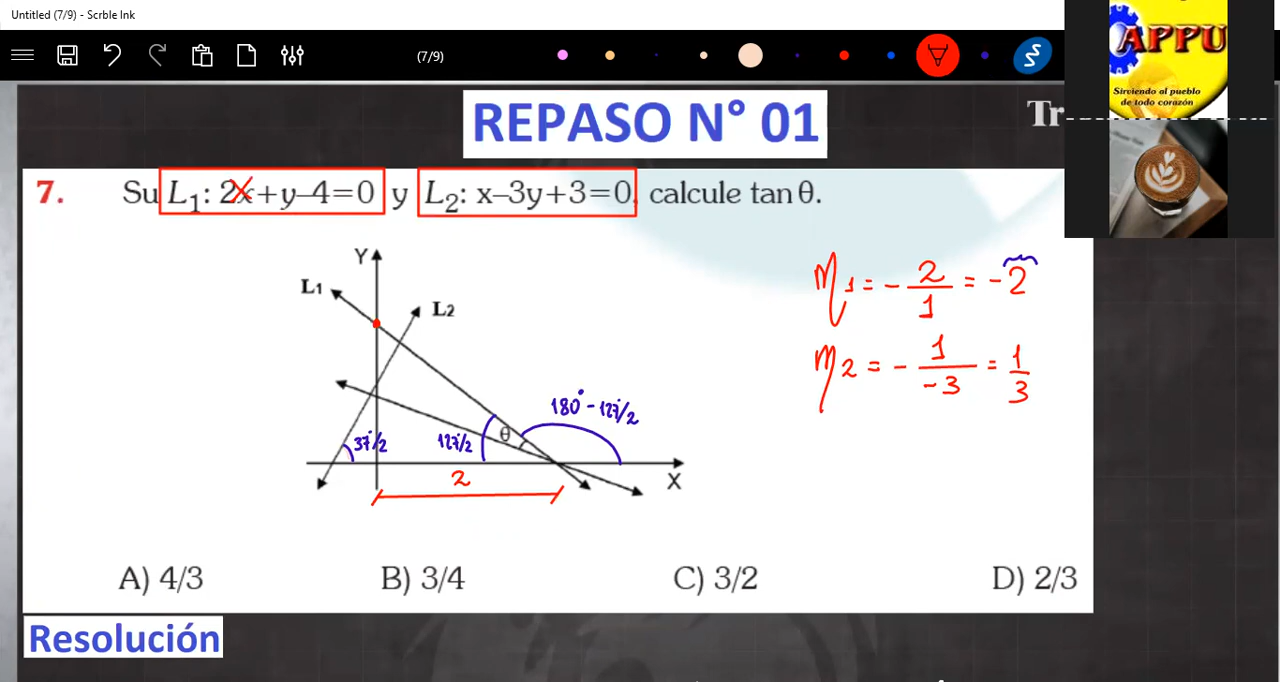 Untitled (7/9) - Scrble Ink
(7/9)
APPU
Sirviendo al pueblo
de todo corazón
REPASO N° 01
Tr
7. Su L₁: 2x+y–4=0 y L₂: x–3y+3=0, calcule tan θ.
Y
L1
L2
m1 = - 2/1 = -2
m2 = - 1/-3 = 1/3
180° - 127°/2
37°/2
127°/2
θ
2
X
A) 4/3 B) 3/4 C) 3/2 D) 2/3
Resolución